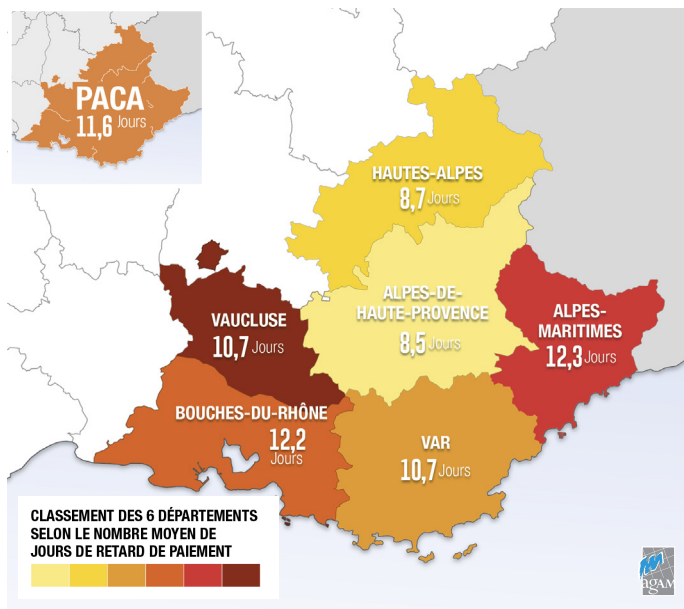 PACA
11,6 Jours
HAUTES-ALPES
8,7 Jours
ALPES-DE-
HAUTE-PROVENCE
8,5 Jours
ALPES-
MARITIMES
12,3 Jours
VAUCLUSE
10,7 Jours
BOUCHES-DU-RHÔNE
12,2
Jours
VAR
10,7 Jours
CLASSEMENT DES 6 DÉPARTEMENTS
SELON LE NOMBRE MOYEN DE
JOURS DE RETARD DE PAIEMENT
agAM